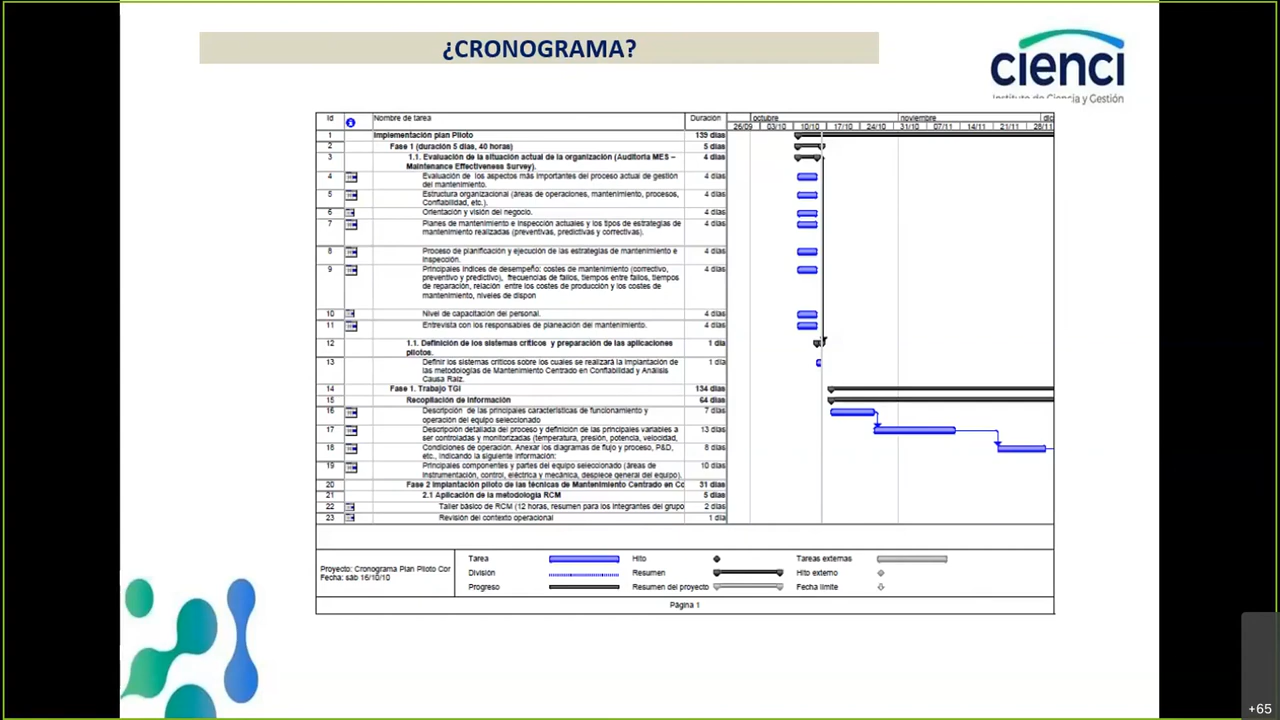 ¿CRONOGRAMA?
cienci
Instituto de Ciencia y Gestión
Id Nombre de tarea Duración octubre noviembre dic
26/09 03/10 10/10 17/10 24/10 31/10 07/11 14/11 21/11 28/11
1 Implementación plan Piloto 139 días
2 Fase 1 (duración 5 días, 40 horas) 5 días
3 1.1. Evaluación de la situación actual de la organización (Auditoria MES –
Maintenance Effectiveness Survey). 4 días
4 Evaluación de los aspectos más importantes del proceso actual de gestión
del mantenimiento. 4 días
5 Estructura organizacional (áreas de operaciones, mantenimiento, procesos,
Confiabilidad, etc.). 4 días
6 Orientación y visión del negocio. 4 días
7 Planes de mantenimiento e inspección actuales y los tipos de estrategias de
mantenimiento realizadas (preventivas, predictivas y correctivas). 4 días
8 Proceso de planificación y ejecución de las estrategias de mantenimiento e
inspección. 4 días
9 Principales índices de desempeño: costes de mantenimiento (correctivo,
preventivo y predictivo), frecuencias de fallos, tiempos entre fallos, tiempos
de reparación, relación entre los costes de producción y los costes de
mantenimiento, niveles de dispon 4 días
10 Nivel de capacitación del personal. 4 días
11 Entrevista con los responsables de planeación del mantenimiento. 4 días
12 1.1. Definición de los sistemas críticos y preparación de las aplicaciones
pilotos. 1 día
13 Definir los sistemas críticos sobre los cuales se realizará la implantación de
las metodologías de Mantenimiento Centrado en Confiabilidad y Análisis
Causa Raíz. 1 día
14 Fase 1. Trabajo TGI 134 días
15 Recopilación de Información 64 días
16 Descripción de las principales características de funcionamiento y
operación del equipo seleccionado 7 días
17 Descripción detallada del proceso y definición de las principales variables a
ser controladas y monitorizadas (temperatura, presión, potencia, velocidad, 13 días
18 Condiciones de operación. Anexar los diagramas de flujo y proceso, P&D,
etc., indicando la siguiente información: 8 días
19 Principales componentes y partes del equipo seleccionado (áreas de
instrumentación, control, eléctrica y mecánica, despiece general del equipo). 10 días
20 Fase 2 Implantación piloto de las técnicas de Mantenimiento Centrado en Co 31 días
21 2.1 Aplicación de la metodología RCM 5 días
22 Taller básico de RCM (12 horas, resumen para los integrantes del grupo 2 días
23 Revisión del contexto operacional 1 día
Proyecto: Cronograma Plan Piloto Cor
Fecha: sáb 16/10/10
Tarea Hito Tareas externas
División Resumen Hito externo
Progreso Resumen del proyecto Fecha límite
Página 1
+65